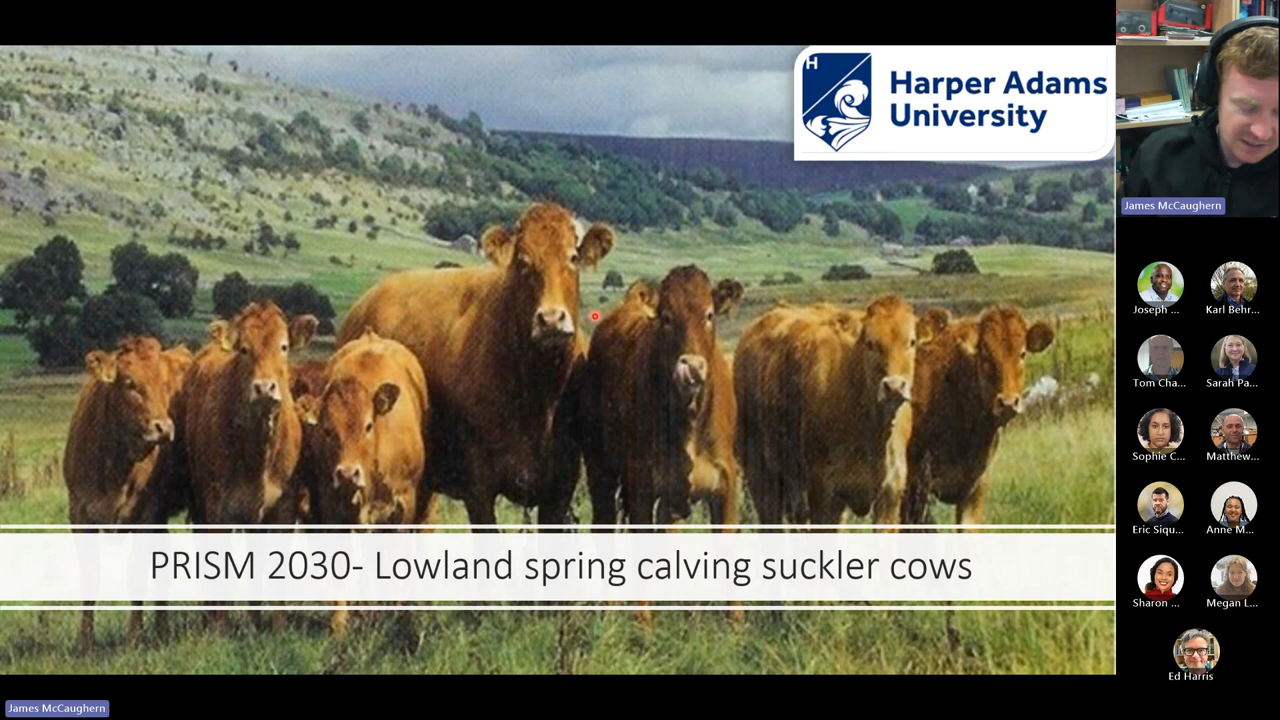 H
Harper Adams
University
PRISM 2030- Lowland spring calving suckler cows
James McCaughern
Joseph ...
Karl Behr...
Tom Cha...
Sarah Pa...
Sophie C...
Matthew...
Eric Siqu...
Anne M...
Sharon ...
Megan L...
Ed Harris
James McCaughern